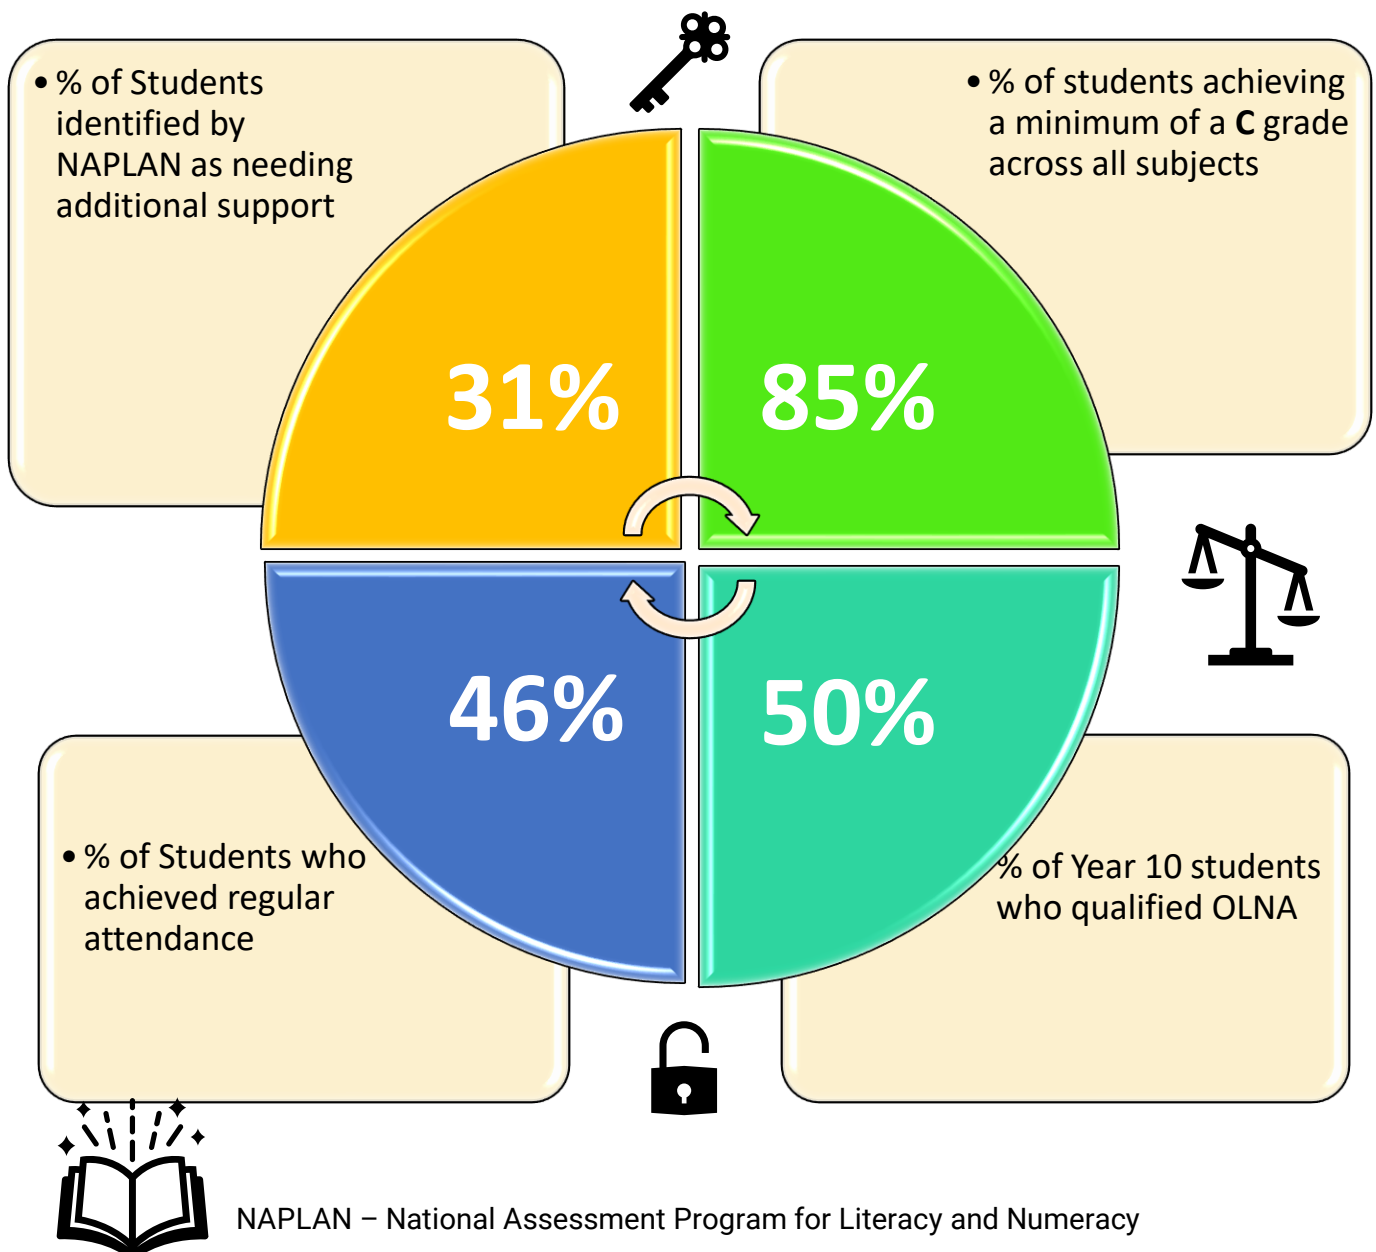 • % of Students
identified by
NAPLAN as needing
additional support
• % of students achieving
a minimum of a C grade
across all subjects
31%
85%
46%
50%
• % of Students who
achieved regular
attendance
% of Year 10 students
who qualified OLNA
NAPLAN – National Assessment Program for Literacy and Numeracy